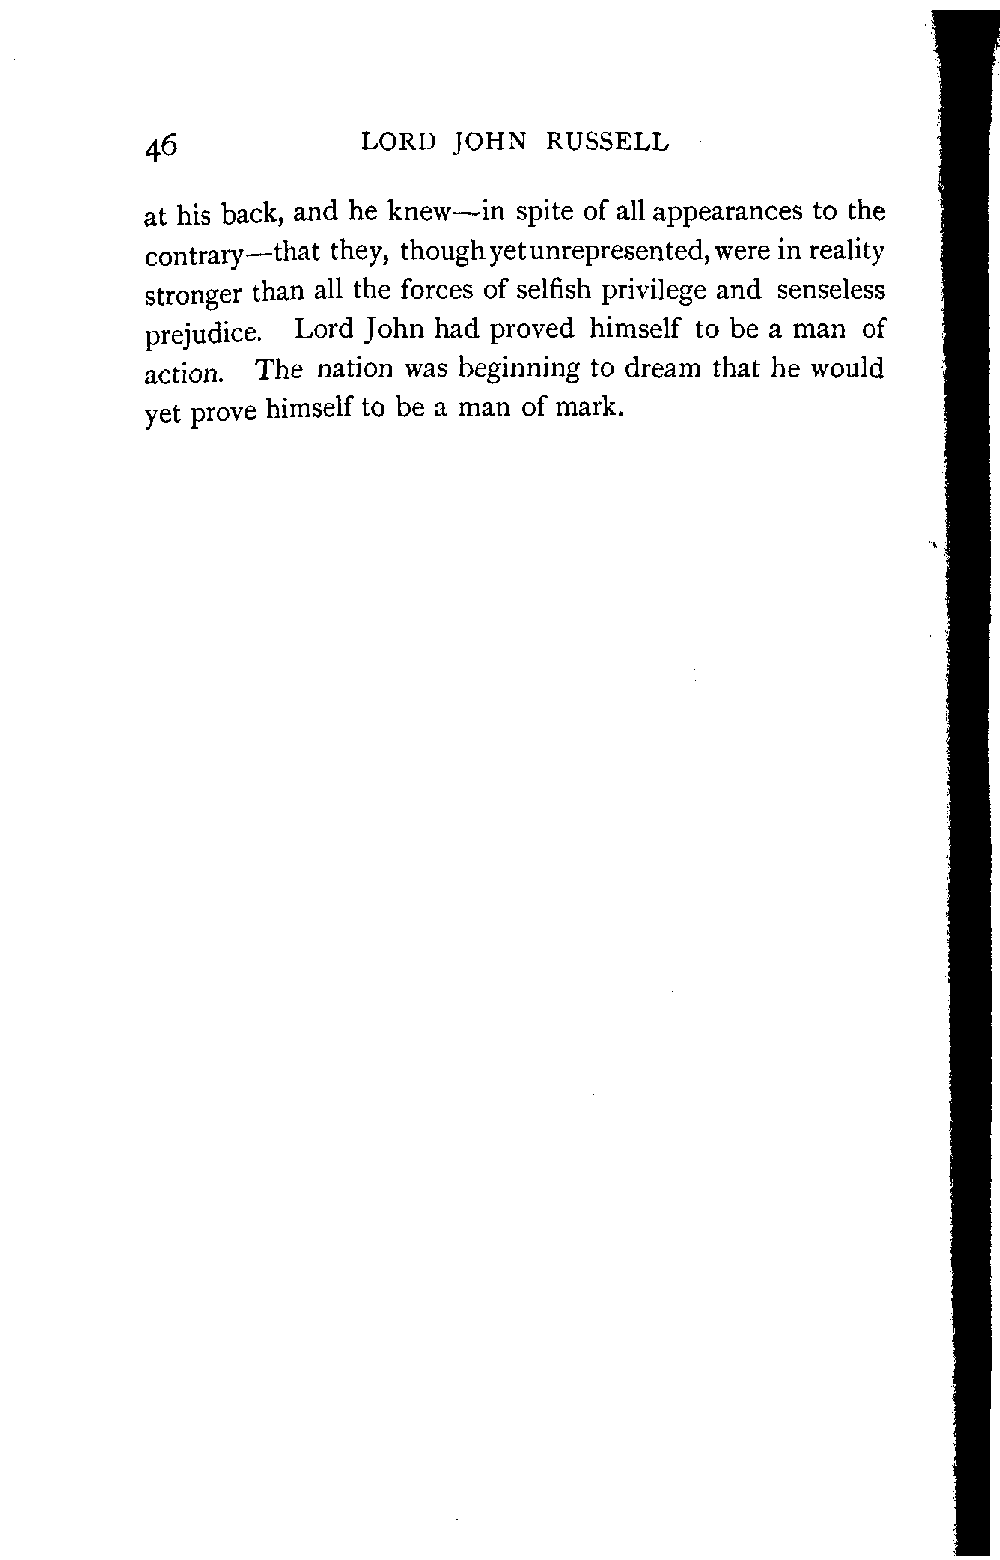 46 LORD JOHN RUSSELL
at his back, and he knew—in spite of all appearances to the
contrary—that they, though yet unrepresented, were in reality
stronger than all the forces of selfish privilege and senseless
prejudice. Lord John had proved himself to be a man of
action. The nation was beginning to dream that he would
yet prove himself to be a man of mark.